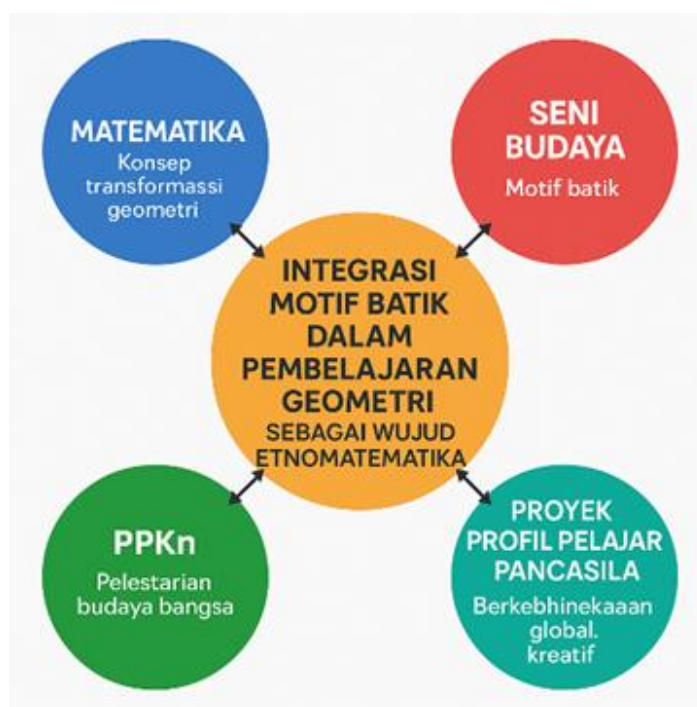 MATEMATIKA
Konsep
transformassi
geometri
SENI
BUDAYA
Motif batik
INTEGRASI
MOTIF BATIK
DALAM
PEMBELAJARAN
GEOMETRI
SEBAGAI WUJUD
ETNOMATEMATIKA
PPKn
Pelestarian
budaya bangsa
PROYEK
PROFIL PELAJAR
PANCASILA
Berkebhinekaaan
global.
kreatif